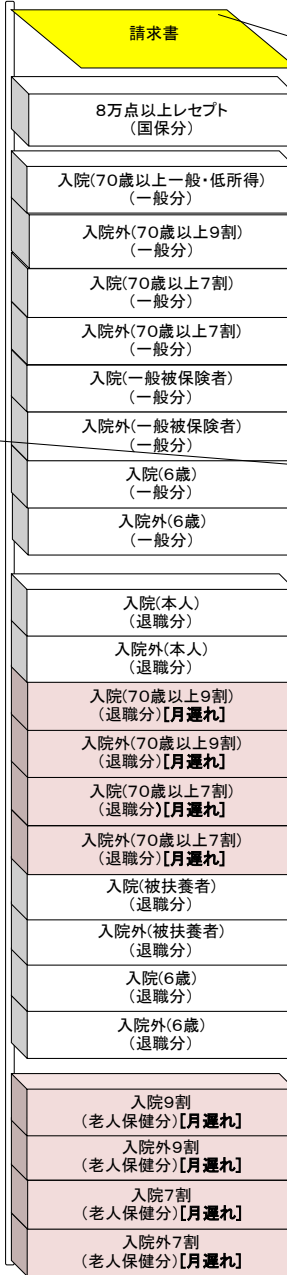 請求書
8万点以上レセプト
(国保分)
入院(70歳以上一般・低所得)
(一般分)
入院外(70歳以上9割)
(一般分)
入院(70歳以上7割)
(一般分)
入院外(70歳以上7割)
(一般分)
入院(一般被保険者)
(一般分)
入院外(一般被保険者)
(一般分)
入院(6歳)
(一般分)
入院外(6歳)
(一般分)
入院(本人)
(退職分)
入院外(本人)
(退職分)
入院(70歳以上9割)
(退職分)[月遅れ]
入院外(70歳以上9割)
(退職分)[月遅れ]
入院(70歳以上7割)
(退職分)[月遅れ]
入院外(70歳以上7割)
(退職分)[月遅れ]
入院(被扶養者)
(退職分)
入院外(被扶養者)
(退職分)
入院(6歳)
(退職分)
入院外(6歳)
(退職分)
入院9割
(老人保健分)[月遅れ]
入院外9割
(老人保健分)[月遅れ]
入院7割
(老人保健分)[月遅れ]
入院外7割
(老人保健分)[月遅れ]